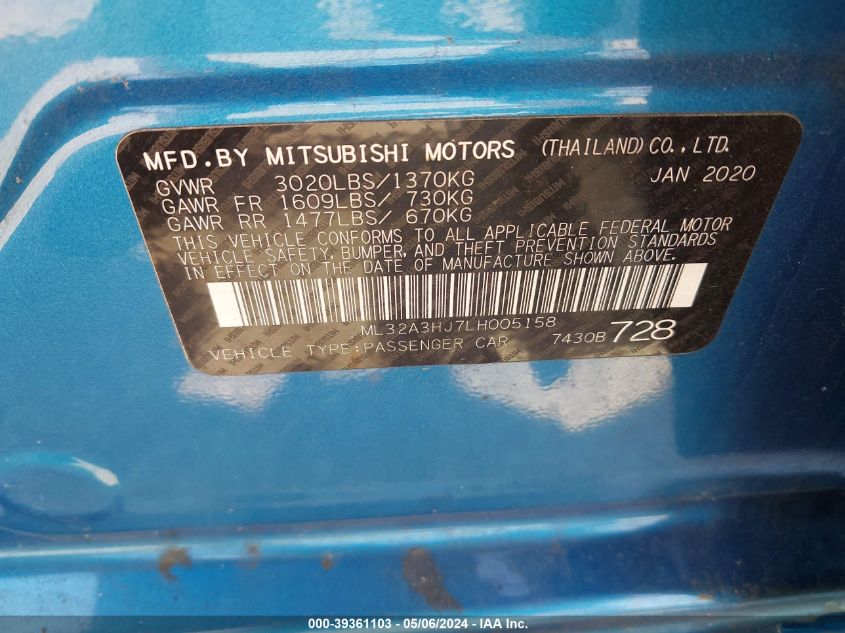 MFD.BY MITSUBISHI MOTORS (THAILAND) CO., LTD.
GVWR 3020LBS/1370KG JAN 2020
GAWR FR 1609LBS/ 730KG
GAWR RR 1477LBS/ 670KG
THIS VEHICLE CONFORMS TO ALL APPLICABLE FEDERAL MOTOR
VEHICLE SAFETY, BUMPER, AND THEFT PREVENTION STANDARDS
IN EFFECT ON THE DATE OF MANUFACTURE SHOWN ABOVE.
ML32A3HJ7LH005158
VEHICLE TYPE:PASSENGER CAR 7430B 728
000-39361103 - 05/06/2024 - IAA Inc.